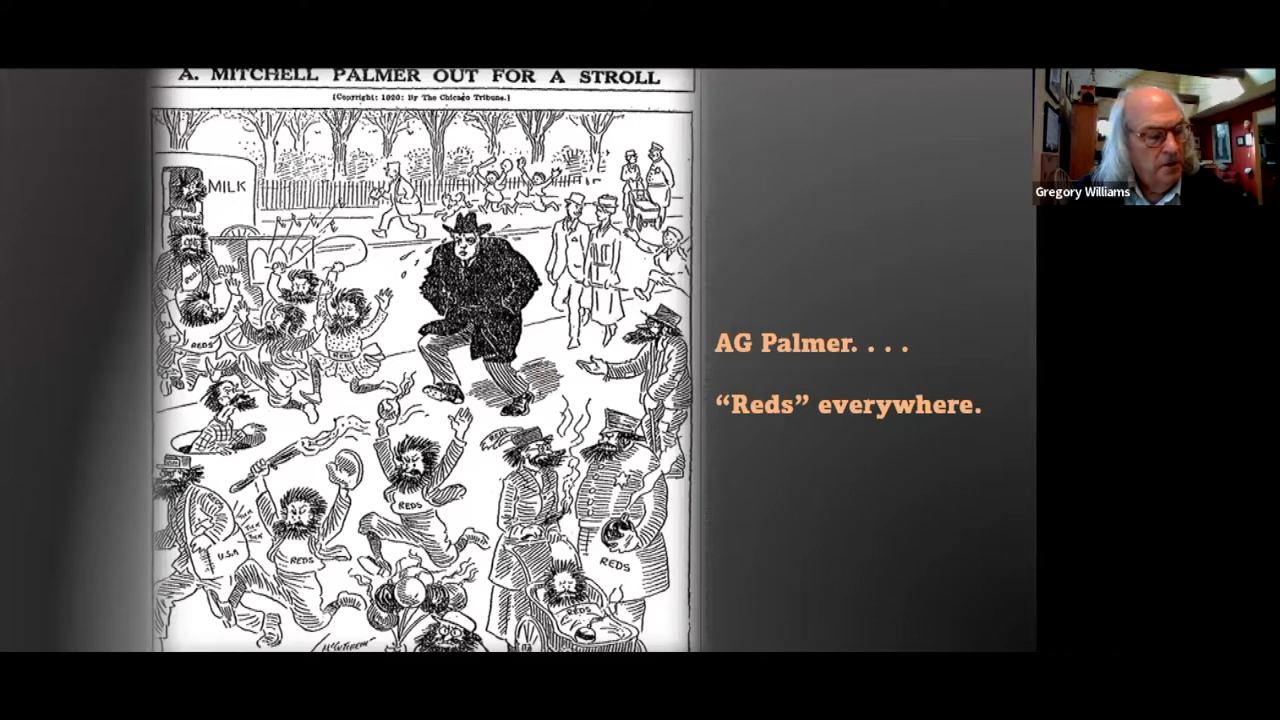 A. MITCHELL PALMER OUT FOR A STROLL
(Copyright: 1920: By The Chicago Tribune.)
MILK
REDS
REDS
AG Palmer. . . .
“Reds” everywhere.
REDS
U.S.A
REDS
REDS
REDS
McCutcheon
Gregory Williams